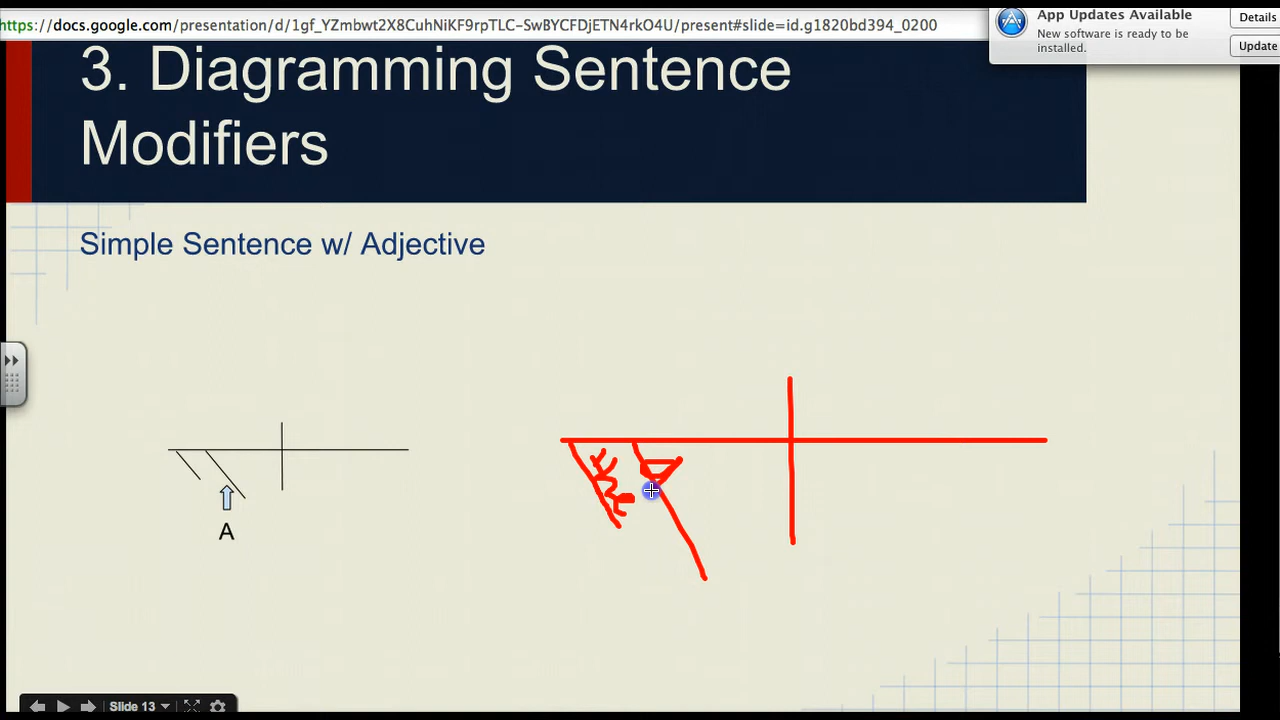 https://docs.google.com/presentation/d/1gf_YZmbwt2X8CuhNiKF9rpTLC-SwBYCFDjETN4rkO4U/present#slide=id.g1820bd394_0200
App Updates Available
New software is ready to be
installed.
Details
Update
3. Diagramming Sentence
Modifiers
Simple Sentence w/ Adjective
A
Slide 13